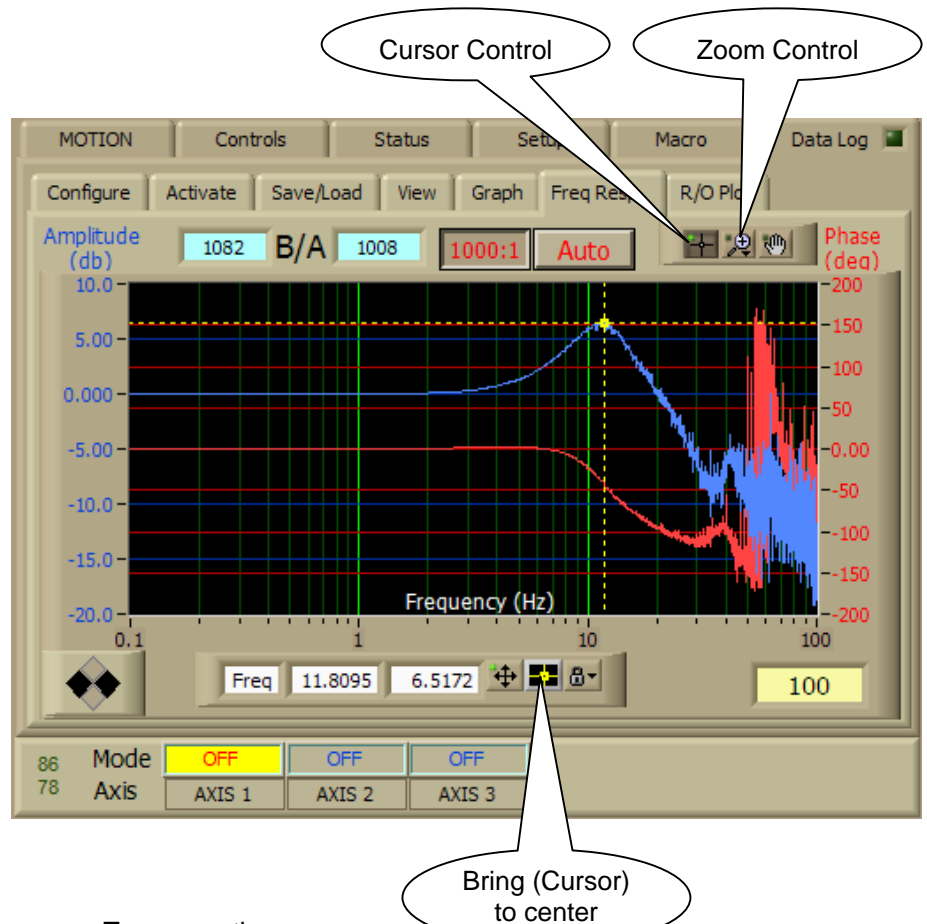 Cursor Control
Zoom Control
MOTION Controls Status Macro Data Log
Configure Activate Save/Load View Graph Freq R/O
Amplitude (db)
1082 B/A 1008 1000:1 Auto
Phase (deg)
10.0
5.00
0.000
-5.00
-10.0
-15.0
-20.0
200
150
100
50
0.00
-50
-100
-150
-200
Frequency (Hz)
0.1 1 10 100
Freq 11.8095 6.5172
100
86 Mode OFF OFF OFF
78 Axis AXIS 1 AXIS 2 AXIS 3
Bring (Cursor)
to center